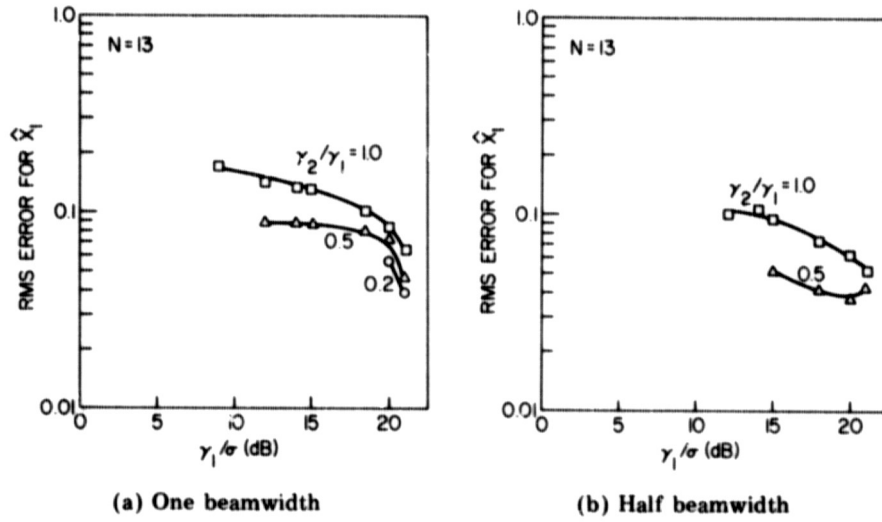 1.0
N=13
RMS ERROR FOR X̂₁
γ₂/γ₁=1.0
0.1
0.5
0.2
0.01
0 5 10 15 20
γ₁/σ (dB)
(a) One beamwidth
1.0
N=13
RMS ERROR FOR X̂₁
γ₂/γ₁=1.0
0.1
0.5
0.01
0 5 10 15 20
γ₁/σ (dB)
(b) Half beamwidth